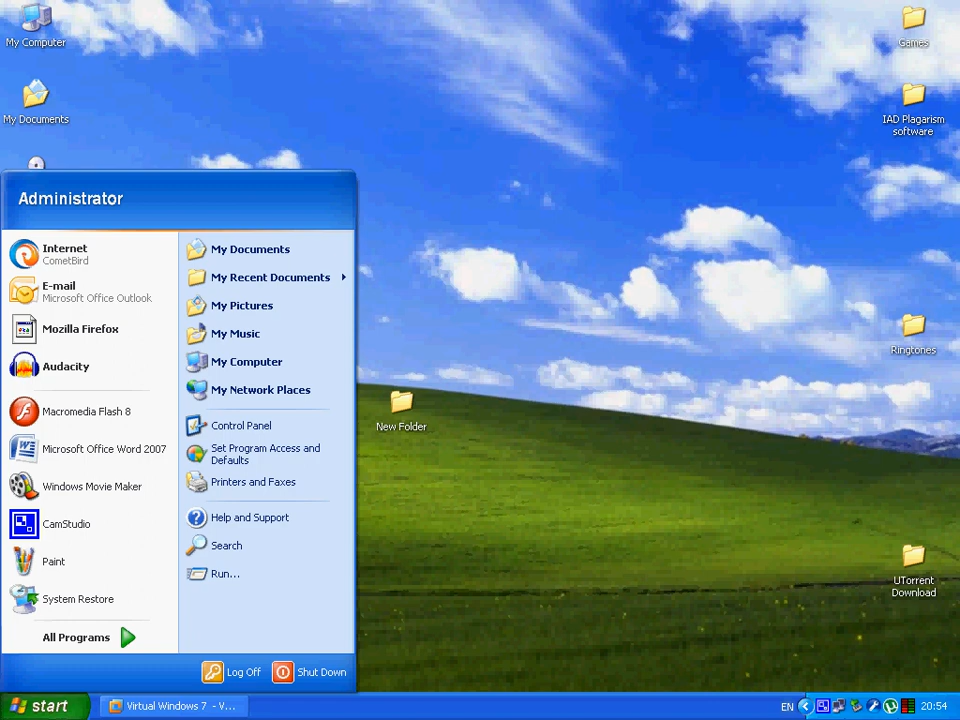 My Computer
Games
My Documents
IAD Plagarism
software
Administrator
Internet
CometBird
E-mail
Microsoft Office Outlook
Mozilla Firefox
Audacity
Macromedia Flash 8
Microsoft Office Word 2007
Windows Movie Maker
CamStudio
Paint
System Restore
All Programs
My Documents
My Recent Documents
My Pictures
My Music
My Computer
My Network Places
Control Panel
Set Program Access and
Defaults
Printers and Faxes
Help and Support
Search
Run...
Log Off
Shut Down
New Folder
Ringtones
UTorrent
Download
start
Virtual Windows 7 - V...
EN
20:54